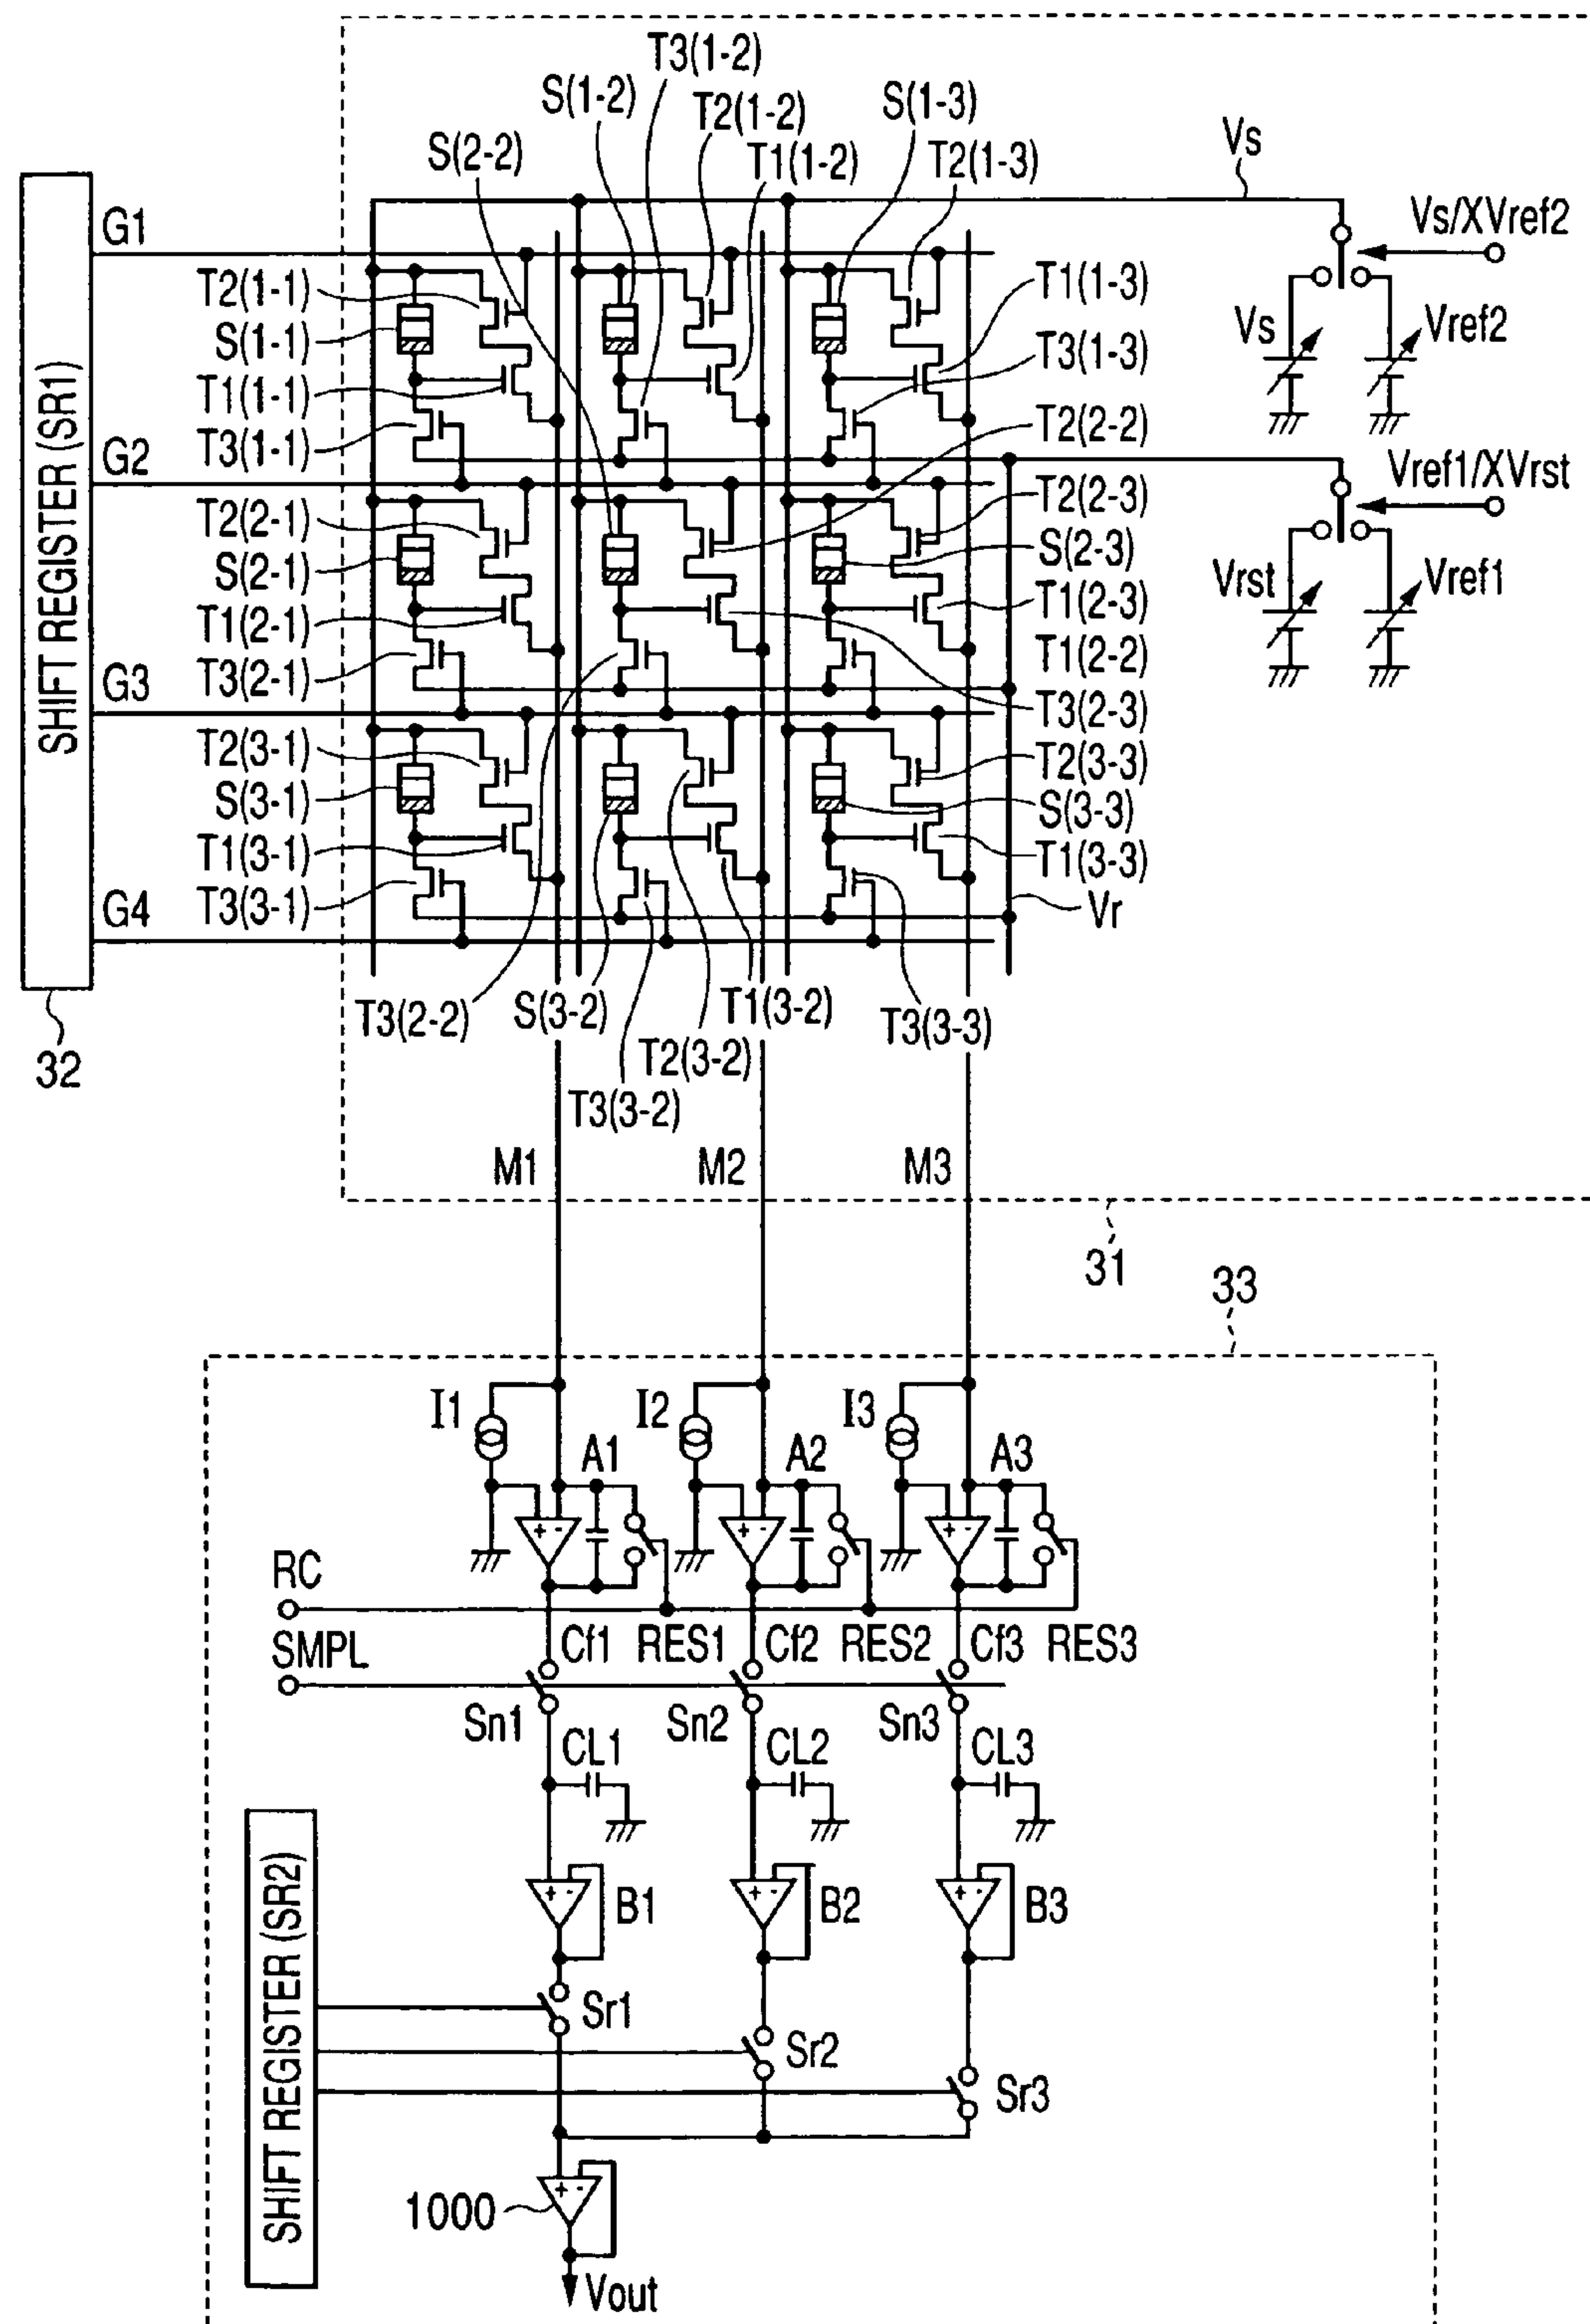 T3(1-2)
S(1-2)
S(1-3)
T2(1-2)
S(2-2)
T1(1-2)
T2(1-3)
Vs
Vs/XVref2
G1
T2(1-1)
T1(1-3)
S(1-1)
Vs
Vref2
T3(1-3)
T1(1-1)
T2(2-2)
T3(1-1)
G2
Vref1/XVrst
T2(2-1)
T2(2-3)
S(2-1)
S(2-3)
Vrst
Vref1
T1(2-1)
T1(2-3)
T1(2-2)
T3(2-1)
G3
T3(2-3)
T2(3-1)
T2(3-3)
S(3-1)
S(3-3)
T1(3-1)
T1(3-3)
T3(3-1)
G4
Vr
SHIFT REGISTER (SR1)
32
T3(2-2)
S(3-2)
T1(3-2)
T3(3-3)
T2(3-2)
T3(3-2)
M1
M2
M3
31
33
I1
I2
I3
A1
A2
A3
+ -
+ -
+ -
RC
SMPL
Cf1
RES1
Cf2
RES2
Cf3
RES3
Sn1
Sn2
Sn3
CL1
CL2
CL3
+ -
B1
+ -
B2
+ -
B3
SHIFT REGISTER (SR2)
Sr1
Sr2
Sr3
+ -
1000
Vout